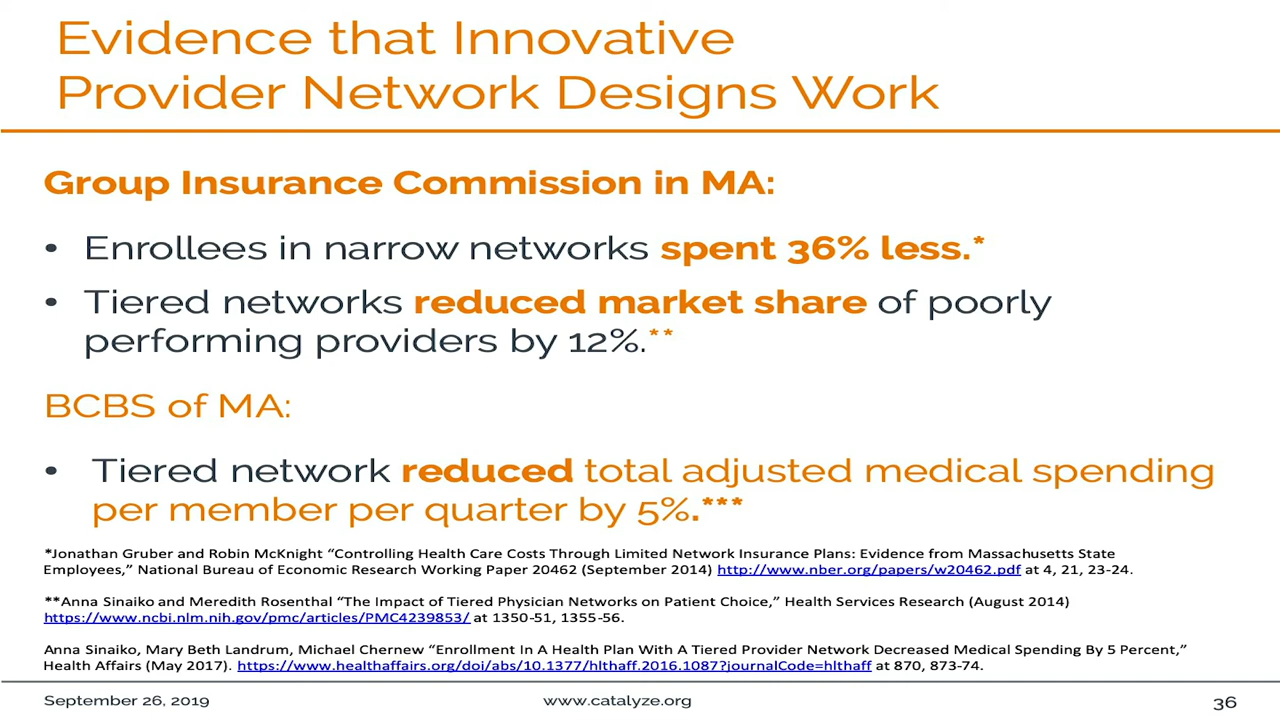 Evidence that Innovative
Provider Network Designs Work
Group Insurance Commission in MA:
• Enrollees in narrow networks spent 36% less.*
• Tiered networks reduced market share of poorly
performing providers by 12%.**
BCBS of MA:
• Tiered network reduced total adjusted medical spending
per member per quarter by 5%.***
*Jonathan Gruber and Robin McKnight “Controlling Health Care Costs Through Limited Network Insurance Plans: Evidence from Massachusetts State
Employees,” National Bureau of Economic Research Working Paper 20462 (September 2014) http://www.nber.org/papers/w20462.pdf at 4, 21, 23-24.
**Anna Sinaiko and Meredith Rosenthal “The Impact of Tiered Physician Networks on Patient Choice,” Health Services Research (August 2014)
https://www.ncbi.nlm.nih.gov/pmc/articles/PMC4239853/ at 1350-51, 1355-56.
Anna Sinaiko, Mary Beth Landrum, Michael Chernew “Enrollment In A Health Plan With A Tiered Provider Network Decreased Medical Spending By 5 Percent,”
Health Affairs (May 2017). https://www.healthaffairs.org/doi/abs/10.1377/hlthaff.2016.1087?journalCode=hlthaff at 870, 873-74.
September 26, 2019 www.catalyze.org 36